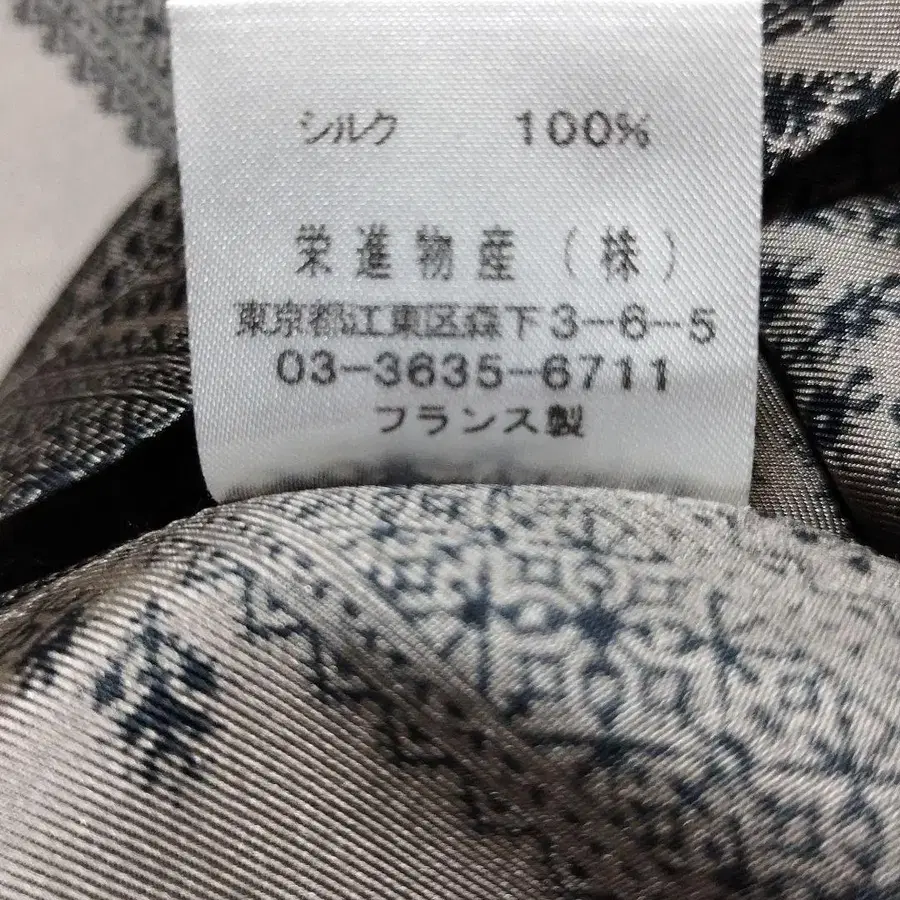 シルク 100%
栄進物産(株)
東京都江東区森下3-6-5
03-3635-6711
フランス製